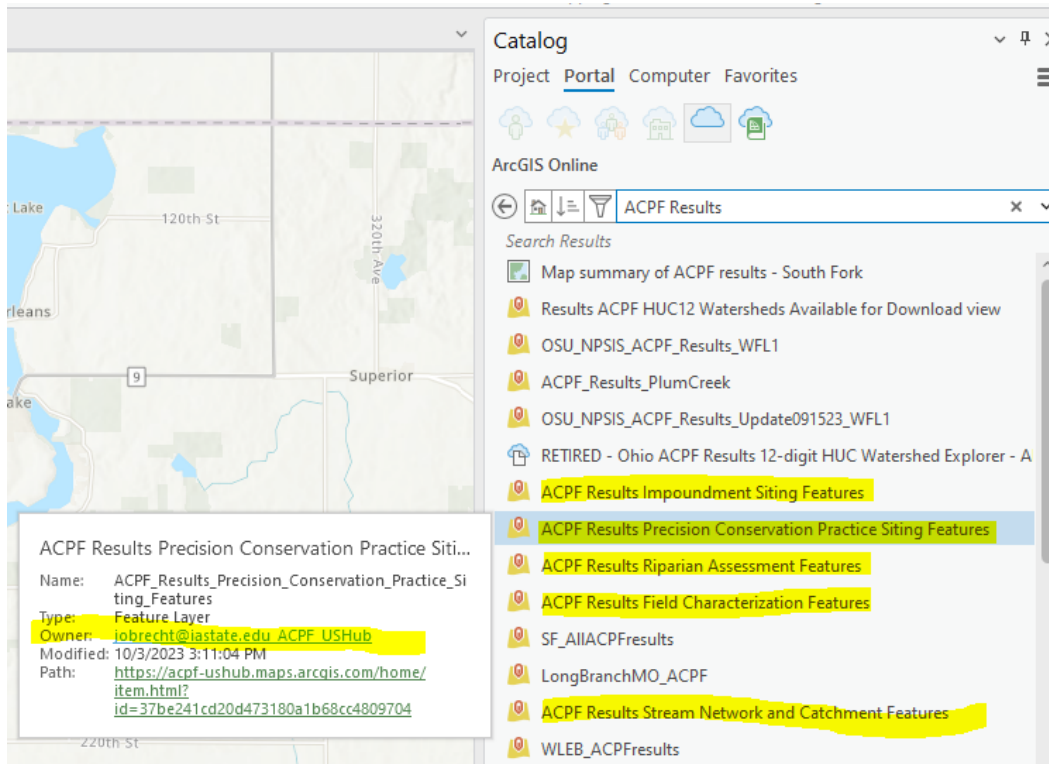 Catalog
Project Portal Computer Favorites
ArcGIS Online
ACPF Results
Search Results
Map summary of ACPF results - South Fork
Results ACPF HUC12 Watersheds Available for Download view
OSU_NPSIS_ACPF_Results_WFL1
ACPF_Results_PlumCreek
OSU_NPSIS_ACPF_Results_Update091523_WFL1
RETIRED - Ohio ACPF Results 12-digit HUC Watershed Explorer - A
ACPF Results Impoundment Siting Features
ACPF Results Precision Conservation Practice Siting Features
ACPF Results Riparian Assessment Features
ACPF Results Field Characterization Features
SF_AllACPFresults
LongBranchMO_ACPF
ACPF Results Stream Network and Catchment Features
WLEB_ACPFresults
Lake
120th St
320th Ave
rleans
9
Superior
ake
ACPF Results Precision Conservation Practice Siti...
Name: ACPF_Results_Precision_Conservation_Practice_Si
ting_Features
Type: Feature Layer
Owner: jobrecht@iastate.edu_ACPF_USHub
Modified: 10/3/2023 3:11:04 PM
Path: https://acpf-ushub.maps.arcgis.com/home/
item.html?
id=37be241cd20d473180a1b68cc4809704
220th St